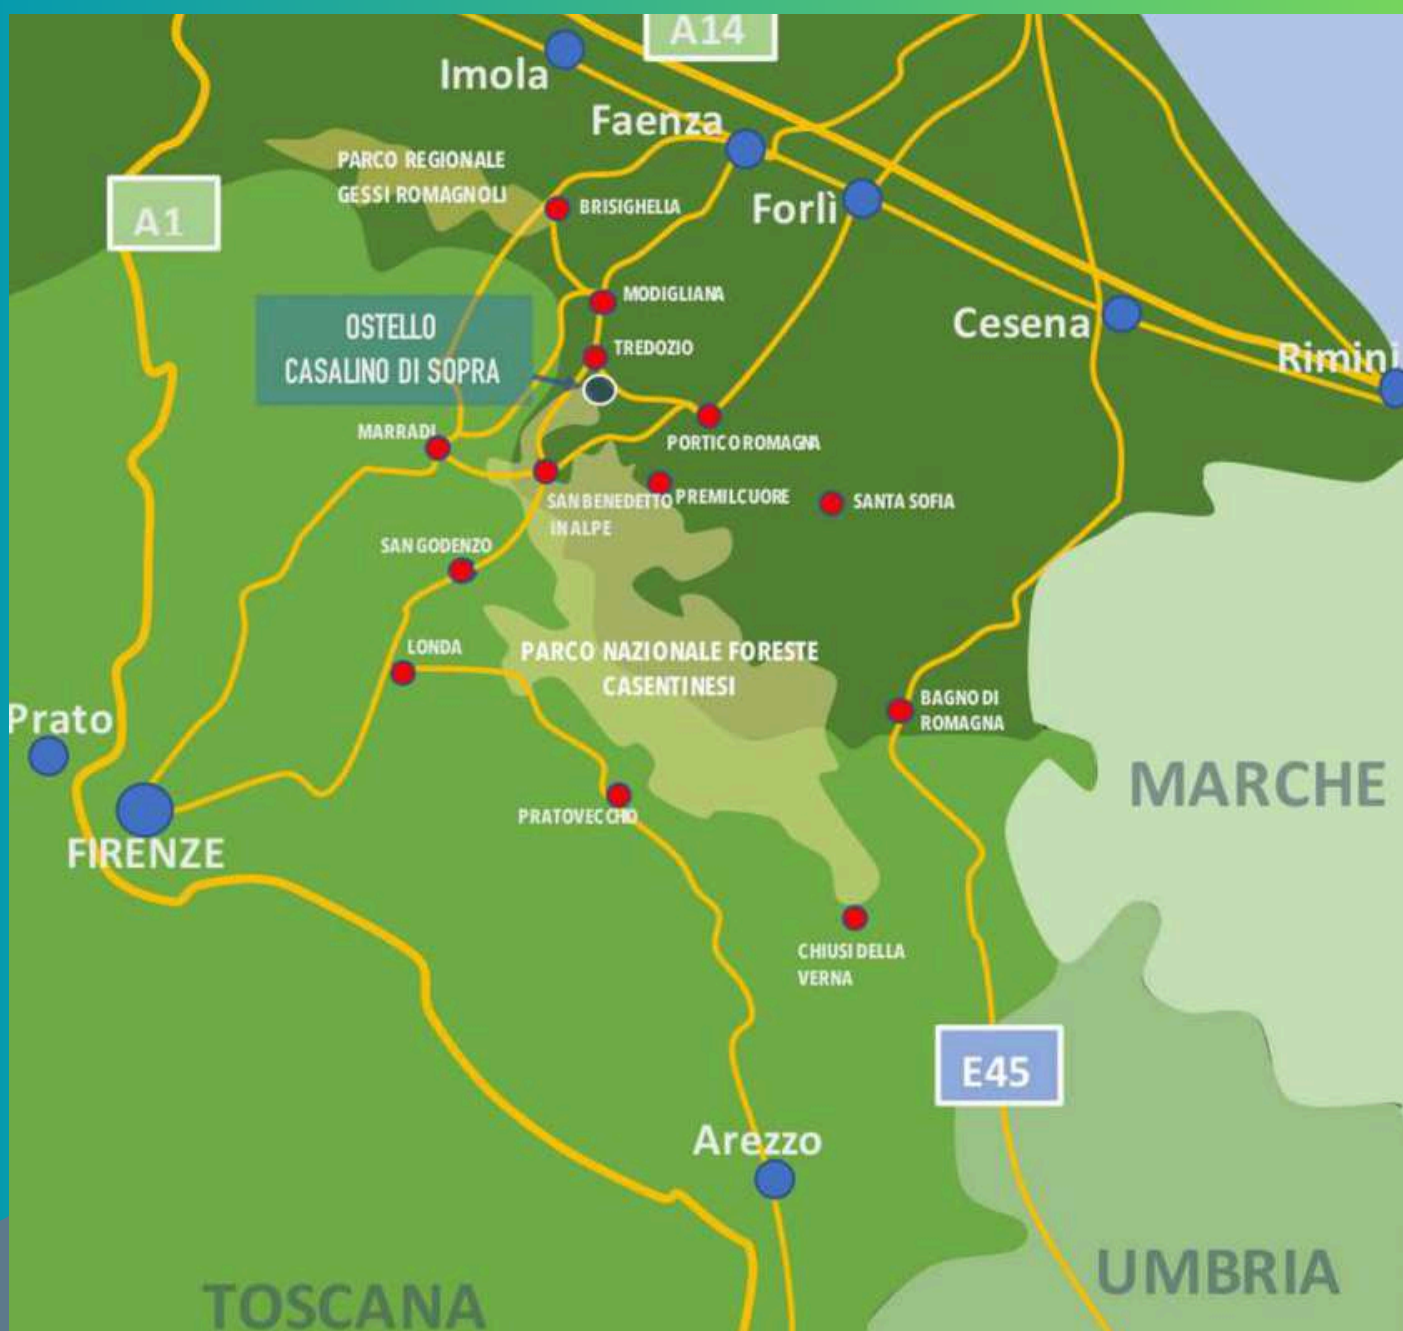 A14
Imola
Faenza
PARCO REGIONALE
GESSI ROMAGNOLI
A1
BRISIGHELLA
Forlì
MODIGLIANA
OSTELLO
CASALINO DI SOPRA
TREDOZIO
Cesena
Rimini
MARRADI
PORTICO ROMAGNA
SAN BENEDETTO
IN ALPE
PREMILCUORE
SANTA SOFIA
SAN GODENZO
LONDA
PARCO NAZIONALE FORESTE
CASENTINESI
BAGNO DI
ROMAGNA
Prato
MARCHE
PRATOVECCHIO
FIRENZE
CHIUSI DELLA
VERNA
E45
Arezzo
UMBRIA
TOSCANA